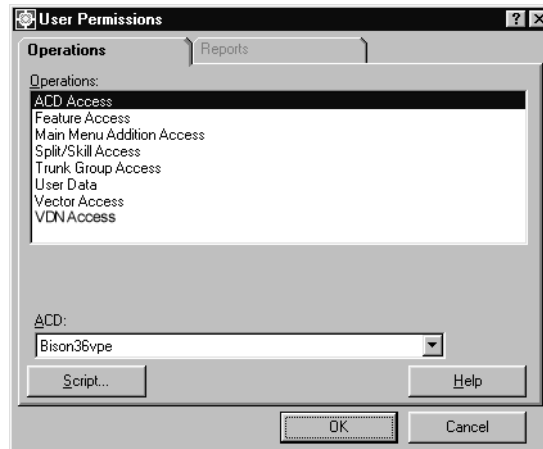 User Permissions
Operations
Reports
Operations:
ACD Access
Feature Access
Main Menu Addition Access
Split/Skill Access
Trunk Group Access
User Data
Vector Access
VDN Access
ACD:
Bison36vpe
Script...
Help
OK
Cancel